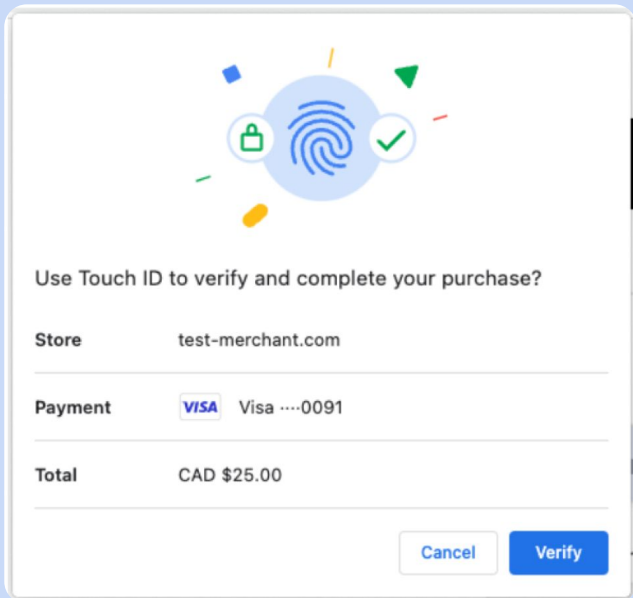 Use Touch ID to verify and complete your purchase?
Store test-merchant.com
Payment VISA Visa ····0091
Total CAD $25.00
Cancel Verify